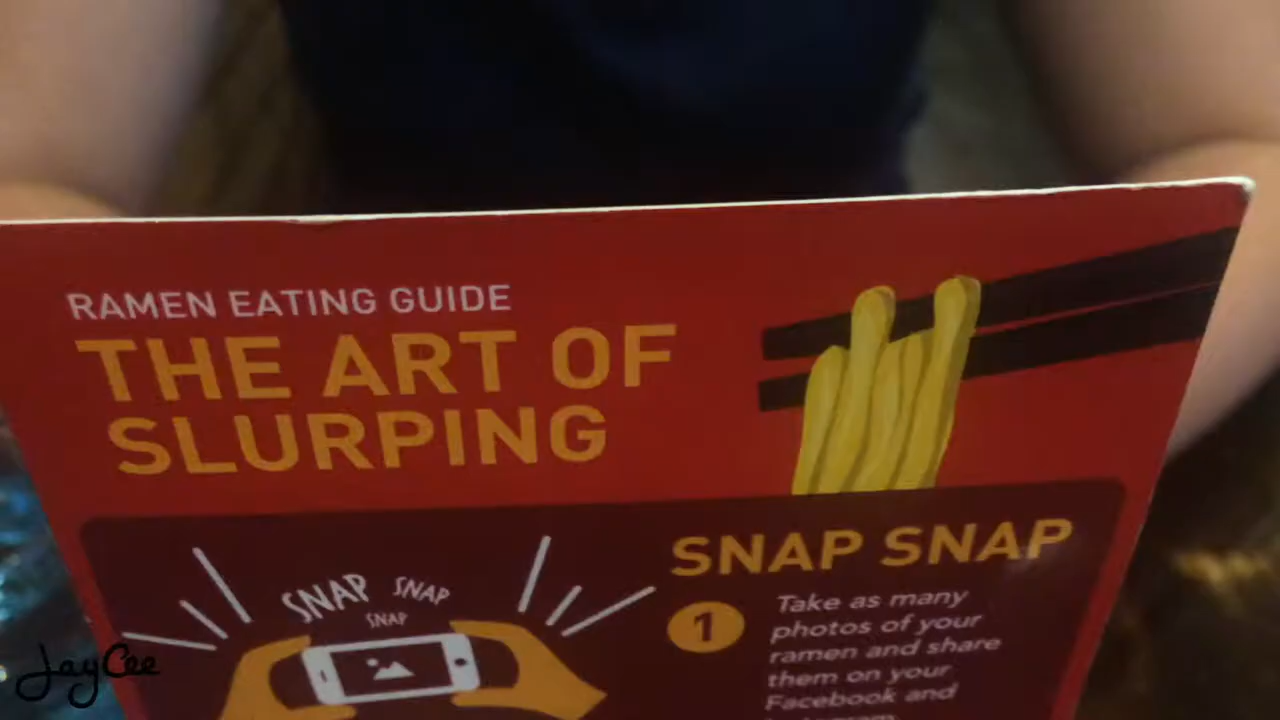 RAMEN EATING GUIDE
THE ART OF
SLURPING
SNAP SNAP
SNAP
SNAP SNAP
1
Take as many
photos of your
ramen and share
them on your
Facebook and
JayCee